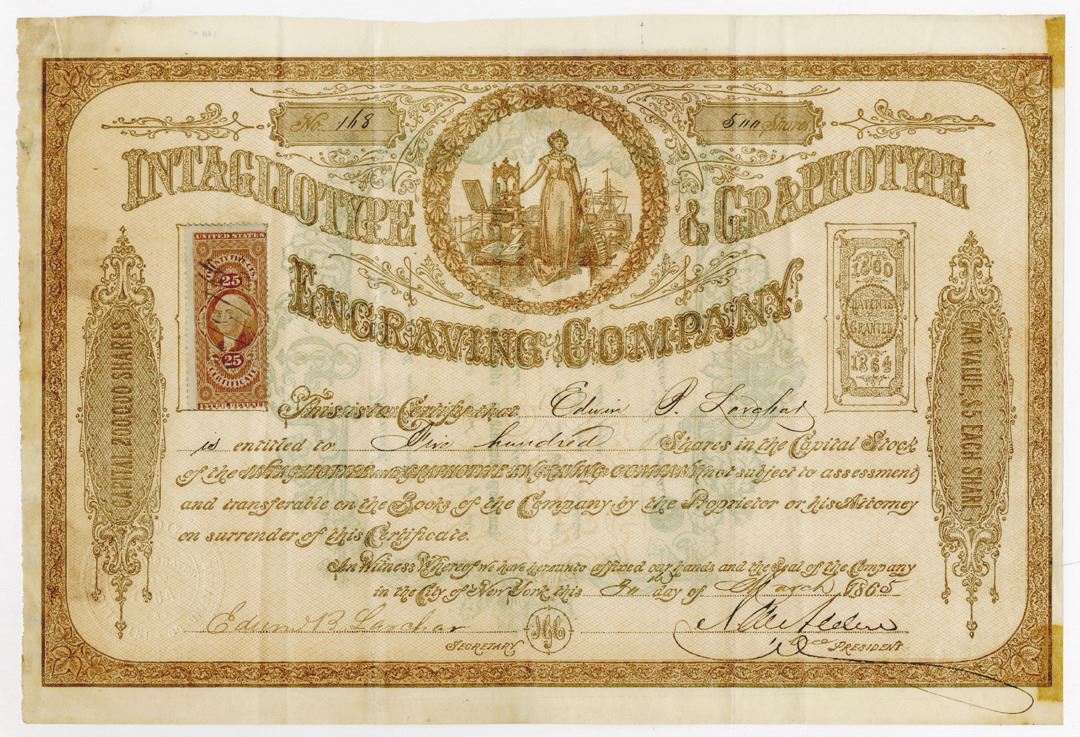 No. 168
500 Shares
INTAGLIOTYPE & GRAPHOTYPE
ENGRAVING COMPANY.
UNITED STATES
25
25
CERTIFICATE
INTER. REVENUE
1860
PATENTS
GRANTED
1864
CAPITAL 200,000 SHARES
PAR VALUE, $5 EACH SHARE
This is to Certify that Edwin P. Larchar
is entitled to Five hundred Shares in the Capital Stock
of the INTAGLIOTYPE and GRAPHOTYPE ENGRAVING COMPANY not subject to assessment
and transferable on the Books of the Company by the Proprietor or his Attorney
on surrender of this Certificate.
In Witness Whereof we have hereunto affixed our hands and the Seal of the Company
in the City of New York, this day of March 1865
Edwin P. Larchar
SECRETARY
PRESIDENT.